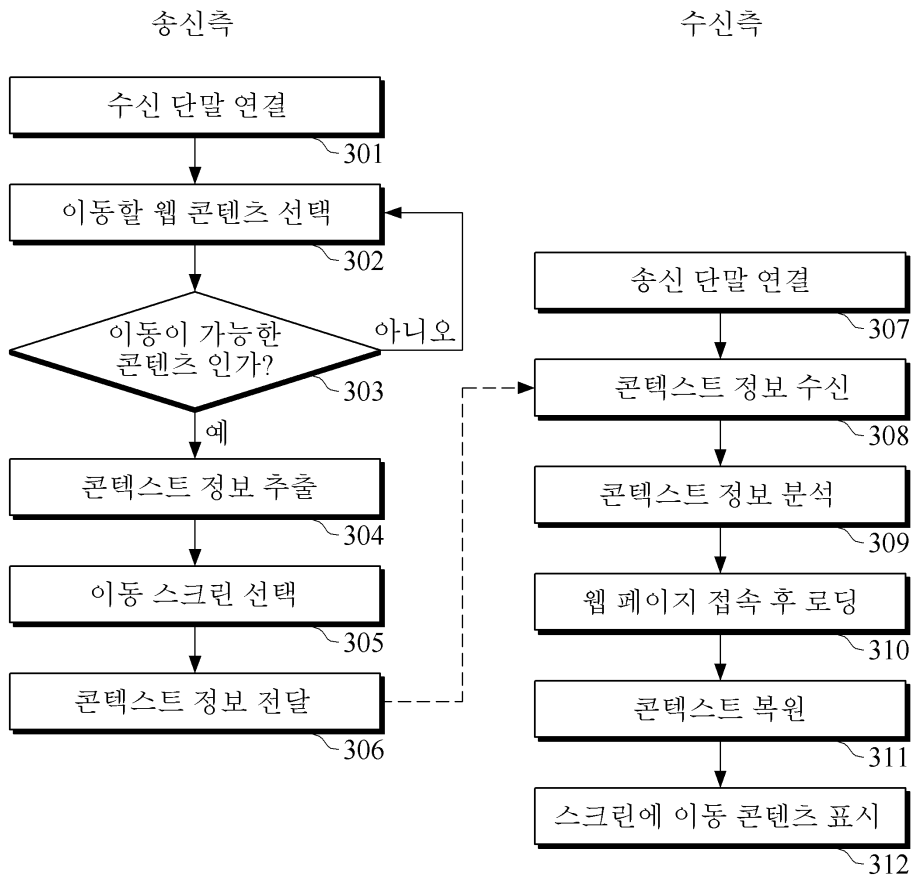 송신측
수신 단말 연결
301
이동할 웹 콘텐츠 선택
302
이동이 가능한
콘텐츠 인가?
303
아니오
예
콘텍스트 정보 추출
304
이동 스크린 선택
305
콘텍스트 정보 전달
306
수신측
송신 단말 연결
307
콘텍스트 정보 수신
308
콘텍스트 정보 분석
309
웹 페이지 접속 후 로딩
310
콘텍스트 복원
311
스크린에 이동 콘텐츠 표시
312